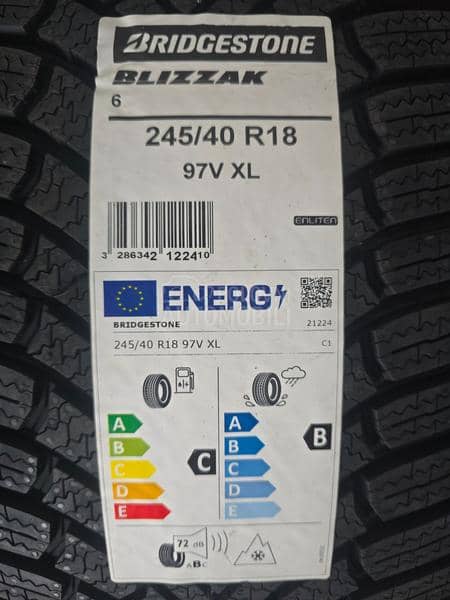 BRIDGESTONE
BLIZZAK
6
245/40 R18
97V XL
ENLITEN
3 286342 122410
ENERG
BRIDGESTONE 21224
245/40 R18 97V XL C1
A
B
C
D
E
C
A
B
C
D
E
B
72 dB
ABC